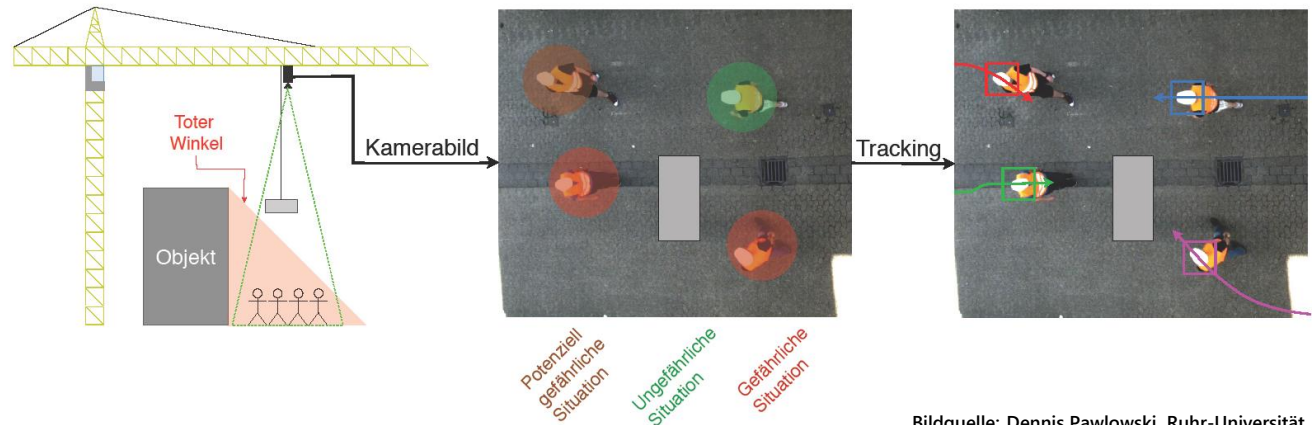 Toter
Winkel
Objekt
Kamerabild
Tracking
Potenziell
gefährliche
Situation
Ungefährliche
Situation
Gefährliche
Situation
Bildquelle: Dennis Pawlowski, Ruhr-Universität